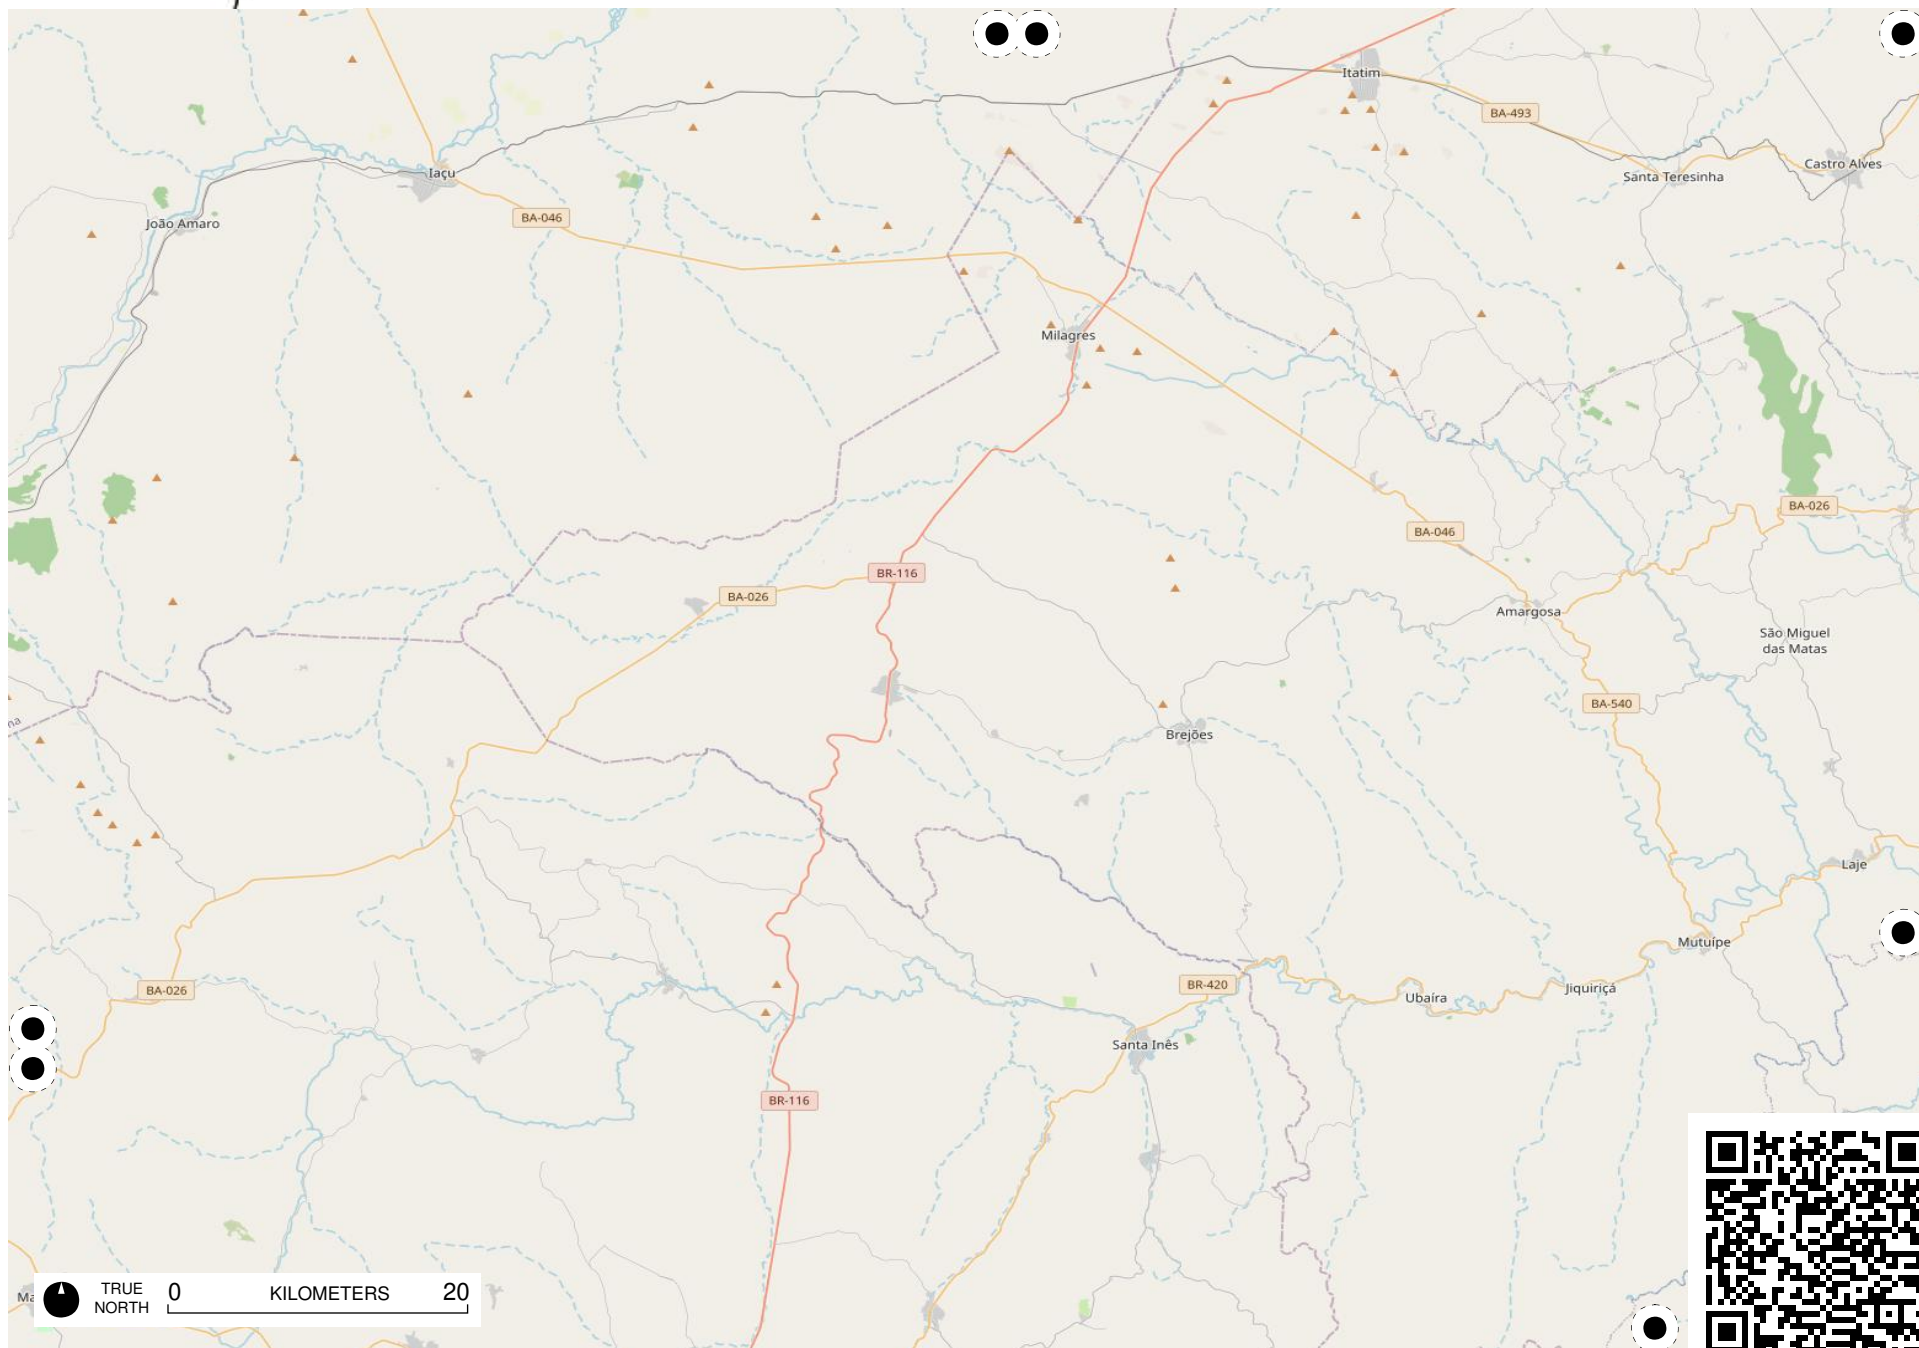 Itatim
BA-493
Castro Alves
Santa Teresinha
Iaçu
João Amaro
BA-046
Milagres
BA-026
BA-046
BR-116
BA-026
Amargosa
São Miguel
das Matas
BA-540
Brejões
Laje
Mutuípe
BR-420
BA-026
Jiquiriçá
Ubaíra
Santa Inês
BR-116
TRUE
NORTH
0
KILOMETERS
20
Ma
na